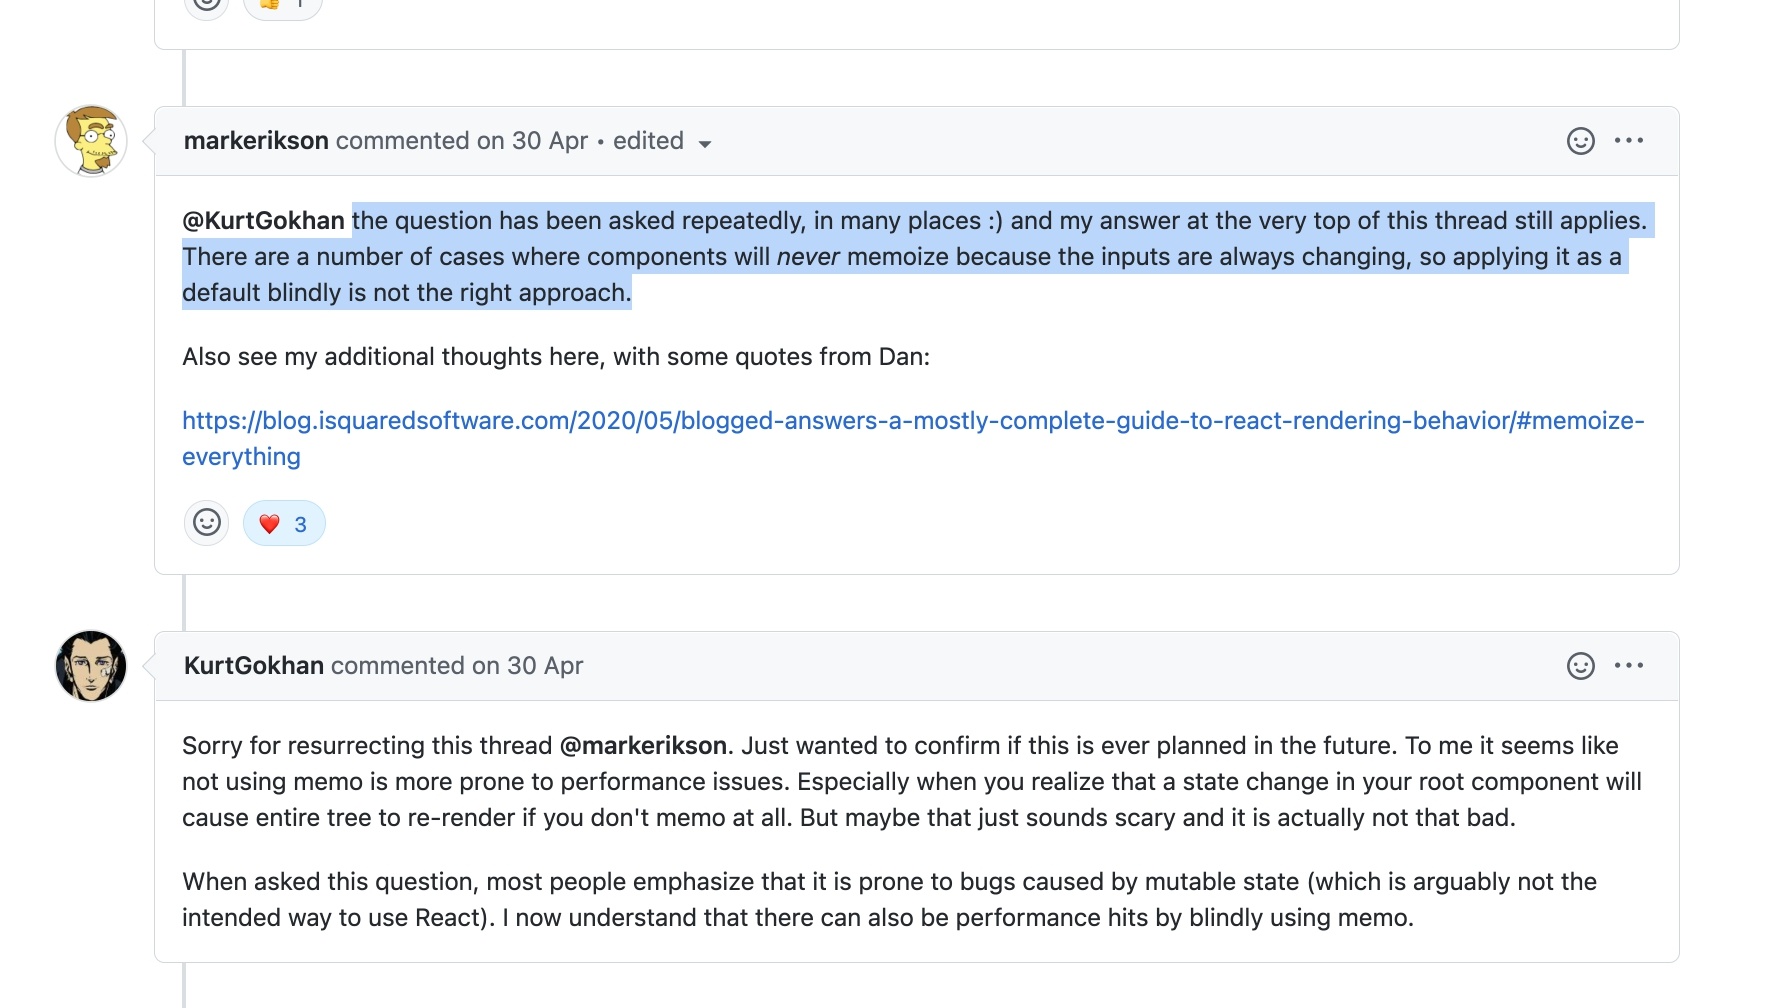 1
markerikson commented on 30 Apr • edited
@KurtGokhan the question has been asked repeatedly, in many places :) and my answer at the very top of this thread still applies.
There are a number of cases where components will never memoize because the inputs are always changing, so applying it as a
default blindly is not the right approach.
Also see my additional thoughts here, with some quotes from Dan:
https://blog.isquaredsoftware.com/2020/05/blogged-answers-a-mostly-complete-guide-to-react-rendering-behavior/#memoize-
everything
3
KurtGokhan commented on 30 Apr
Sorry for resurrecting this thread @markerikson. Just wanted to confirm if this is ever planned in the future. To me it seems like
not using memo is more prone to performance issues. Especially when you realize that a state change in your root component will
cause entire tree to re-render if you don't memo at all. But maybe that just sounds scary and it is actually not that bad.
When asked this question, most people emphasize that it is prone to bugs caused by mutable state (which is arguably not the
intended way to use React). I now understand that there can also be performance hits by blindly using memo.